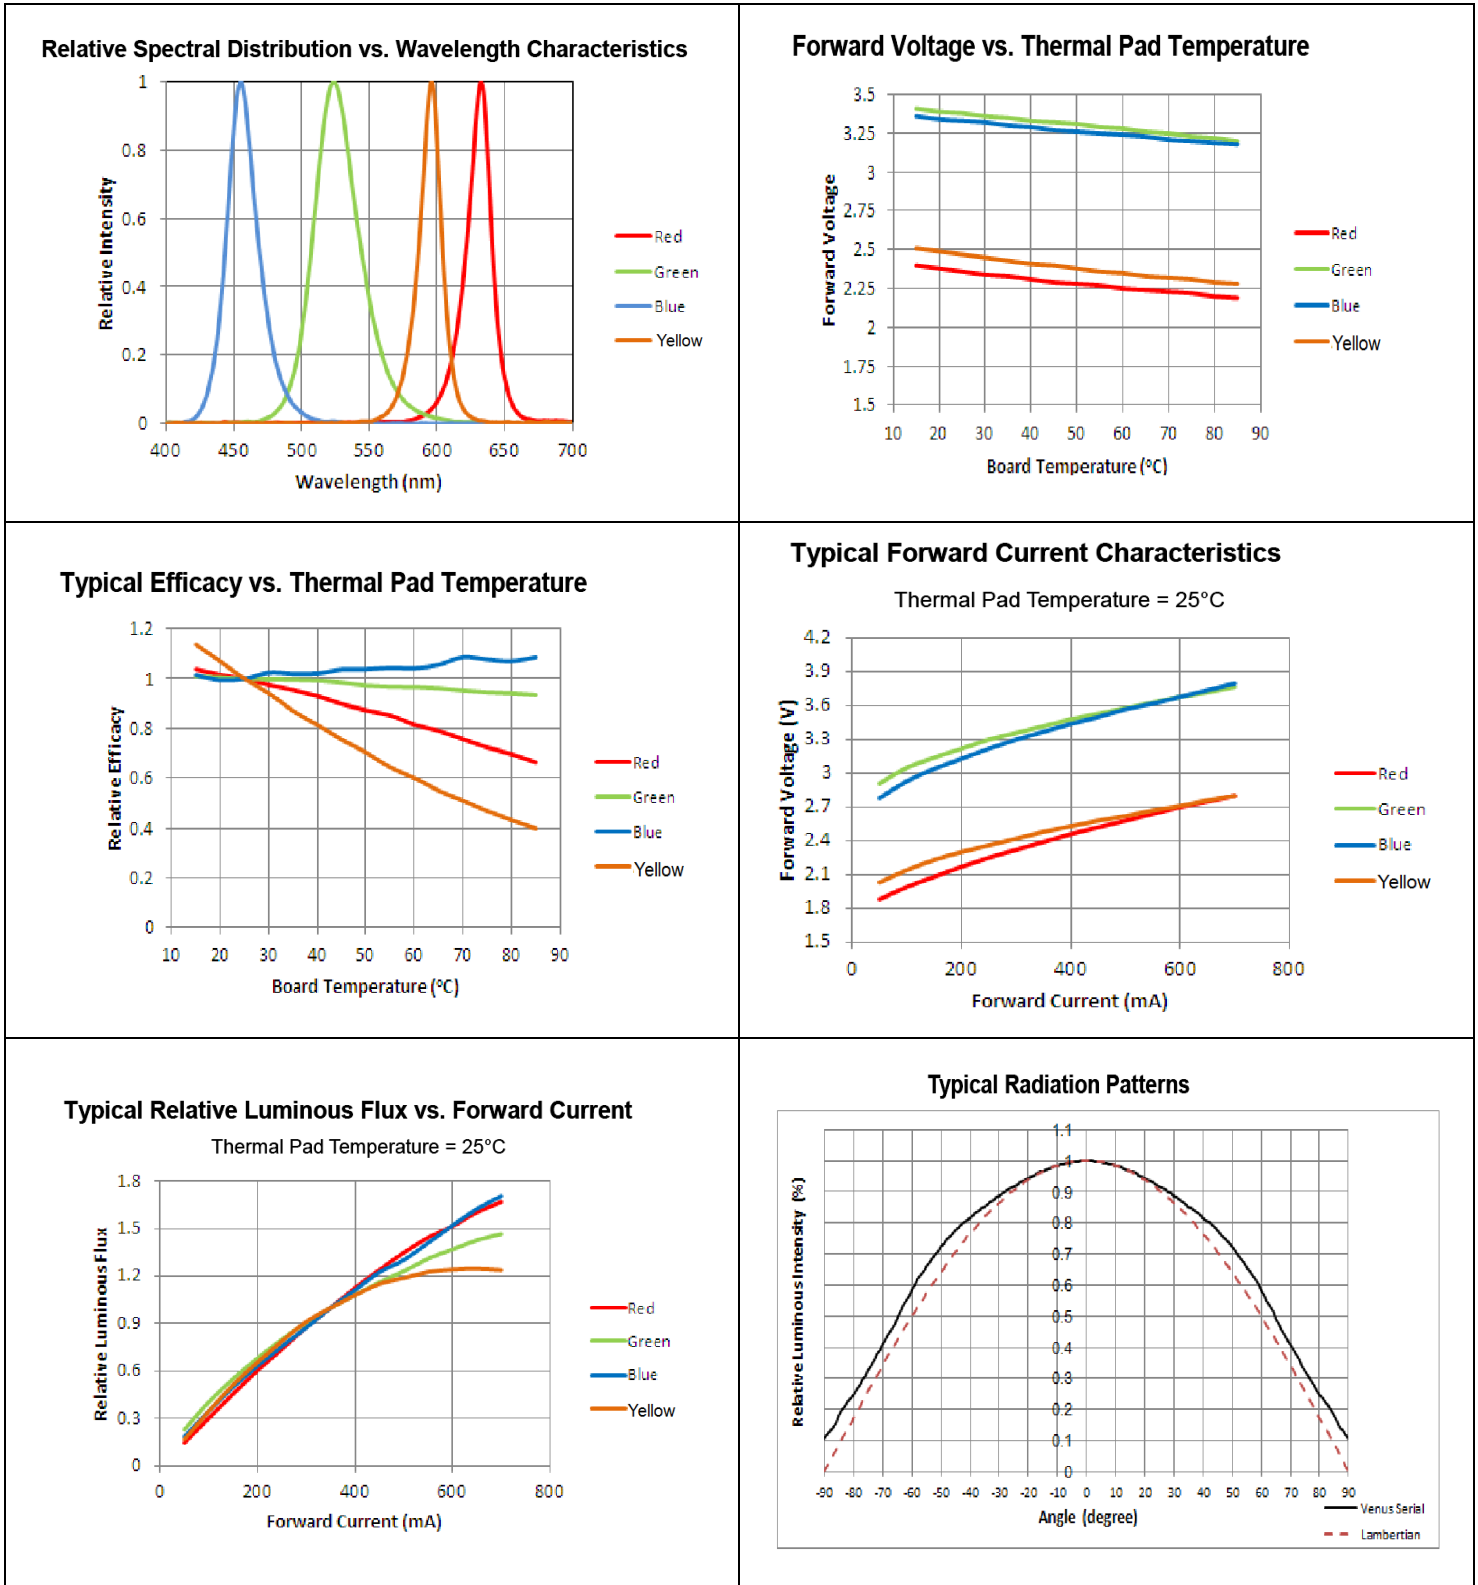 Relative Spectral Distribution vs. Wavelength Characteristics
Relative Intensity
1
0.8
0.6
0.4
0.2
0
400 450 500 550 600 650 700
Wavelength (nm)
Red
Green
Blue
Yellow
Forward Voltage vs. Thermal Pad Temperature
Forward Voltage
3.5
3.25
3
2.75
2.5
2.25
2
1.75
1.5
10 20 30 40 50 60 70 80 90
Board Temperature (°C)
Red
Green
Blue
Yellow
Typical Efficacy vs. Thermal Pad Temperature
Relative Efficacy
1.2
1
0.8
0.6
0.4
0.2
0
10 20 30 40 50 60 70 80 90
Board Temperature (°C)
Red
Green
Blue
Yellow
Typical Forward Current Characteristics
Thermal Pad Temperature = 25°C
Forward Voltage (V)
4.2
3.9
3.6
3.3
3
2.7
2.4
2.1
1.8
1.5
0 200 400 600 800
Forward Current (mA)
Red
Green
Blue
Yellow
Typical Relative Luminous Flux vs. Forward Current
Thermal Pad Temperature = 25°C
Relative Luminous Flux
1.8
1.5
1.2
0.9
0.6
0.3
0
0 200 400 600 800
Forward Current (mA)
Red
Green
Blue
Yellow
Typical Radiation Patterns
Relative Luminous Intensity (%)
1.1
1
0.9
0.8
0.7
0.6
0.5
0.4
0.3
0.2
0.1
0
-90 -80 -70 -60 -50 -40 -30 -20 -10 0 10 20 30 40 50 60 70 80 90
Angle (degree)
Venus Serial
Lambertian